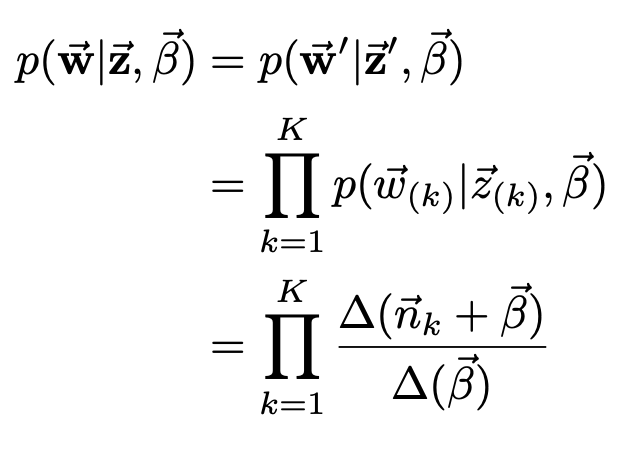 p(\vec{\mathbf{w}}|\vec{\mathbf{z}}, \vec{\beta}) = p(\vec{\mathbf{w}}'|\vec{\mathbf{z}}', \vec{\beta})
= \prod_{k=1}^{K} p(\vec{w}_{(k)}|\vec{z}_{(k)}, \vec{\beta})
= \prod_{k=1}^{K} \frac{\Delta(\vec{n}_k + \vec{\beta})}{\Delta(\vec{\beta})}